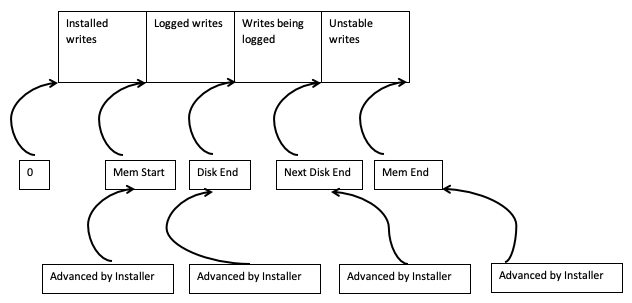 Installed
writes
Logged writes
Writes being
logged
Unstable
writes
0
Mem Start
Disk End
Next Disk End
Mem End
Advanced by Installer
Advanced by Installer
Advanced by Installer
Advanced by Installer